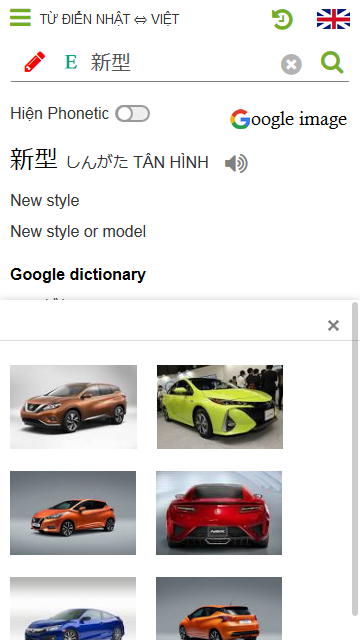 TỪ ĐIỂN NHẬT ⇔ VIỆT
E 新型
Hiện Phonetic
Google image
新型 しんがた TÂN HÌNH
New style
New style or model
Google dictionary
×